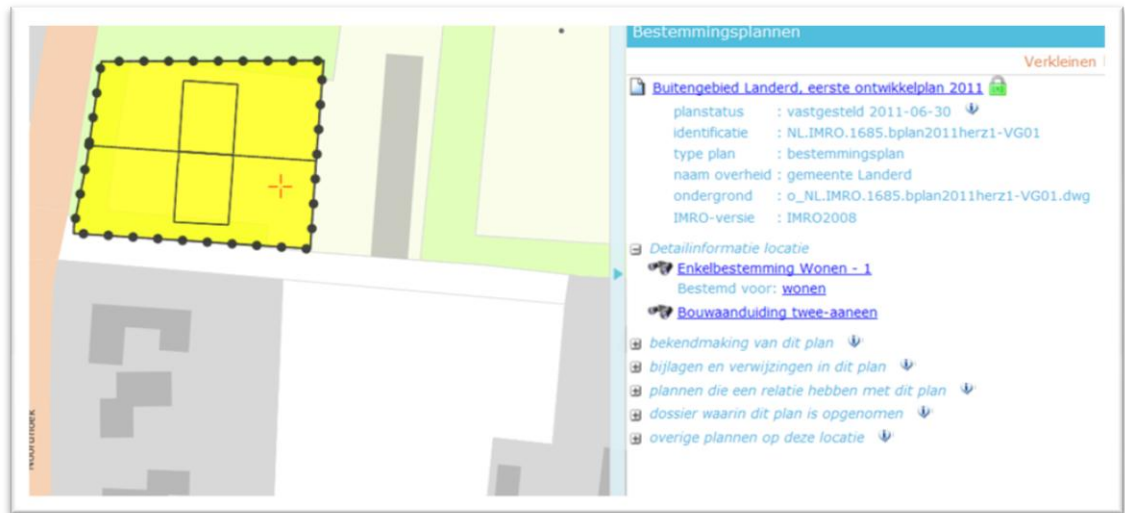 Bestemmingsplannen
Verkleinen
Buitengebied Landerd, eerste ontwikkelplan 2011
planstatus : vastgesteld 2011-06-30
identificatie : NL.IMRO.1685.bplan2011herz1-VG01
type plan : bestemmingsplan
naam overheid : gemeente Landerd
ondergrond : o_NL.IMRO.1685.bplan2011herz1-VG01.dwg
IMRO-versie : IMRO2008
Detailinformatie locatie
Enkelbestemming Wonen - 1
Bestemd voor: wonen
Bouwaanduiding twee-aaneen
bekendmaking van dit plan
bijlagen en verwijzingen in dit plan
plannen die een relatie hebben met dit plan
dossier waarin dit plan is opgenomen
overige plannen op deze locatie